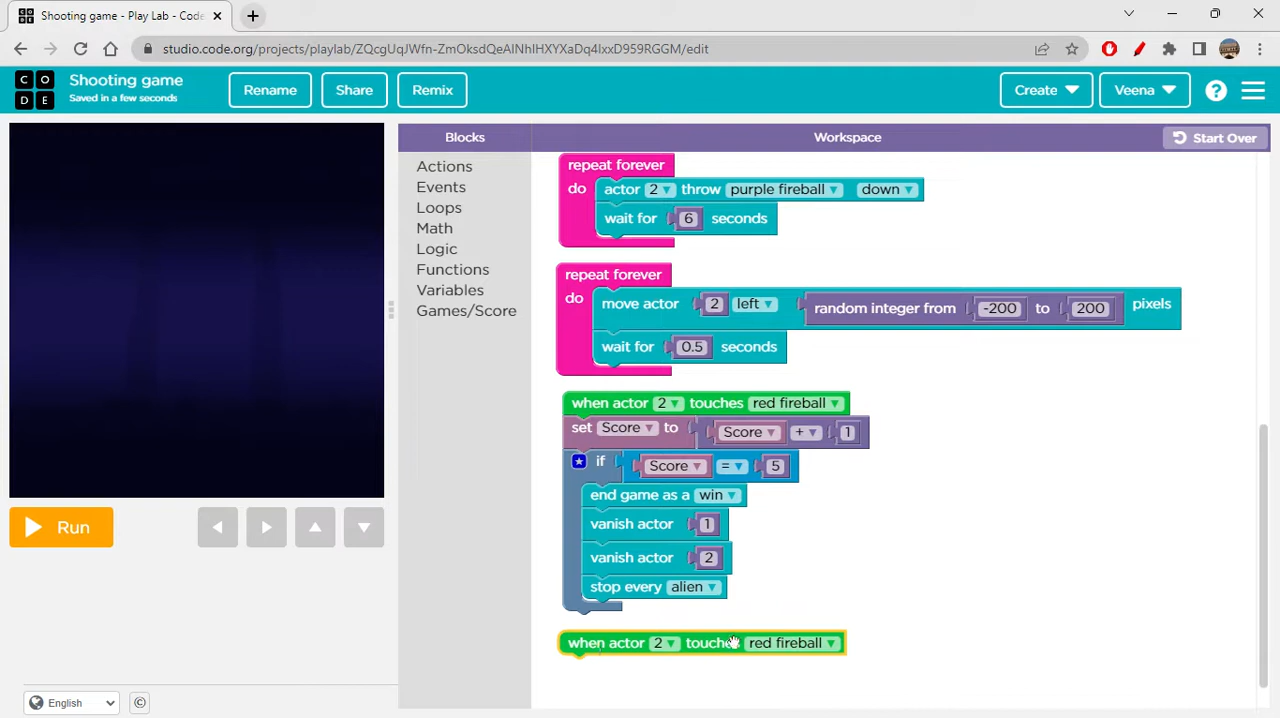 Shooting game - Play Lab - Code
studio.code.org/projects/playlab/ZQcgUqJWfn-ZmOksdQeAINhIHXYXaDq4IxxD959RGGM/edit
C O D E
Shooting game
Saved in a few seconds
Rename
Share
Remix
Create
Veena
?
Blocks
Workspace
Start Over
Actions
Events
Loops
Math
Logic
Functions
Variables
Games/Score
repeat forever
do actor 2 throw purple fireball down
wait for 6 seconds
repeat forever
do move actor 2 left random integer from -200 to 200 pixels
wait for 0.5 seconds
when actor 2 touches red fireball
set Score to Score + 1
if Score = 5
end game as a win
vanish actor 1
vanish actor 2
stop every alien
when actor 2 touches red fireball
Run
English
©